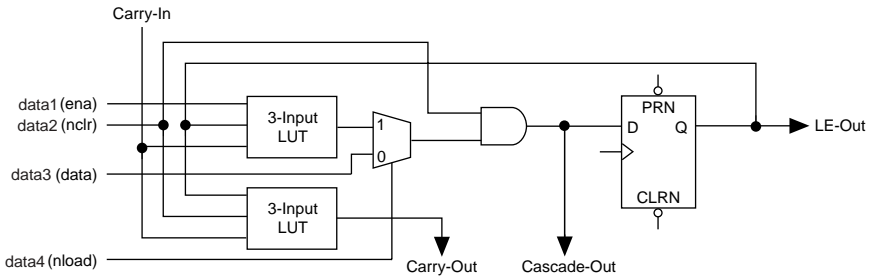 Carry-In
data1 (ena)
data2 (nclr)
3-Input
LUT
1
0
PRN
D
Q
CLRN
LE-Out
data3 (data)
3-Input
LUT
data4 (nload)
Carry-Out
Cascade-Out